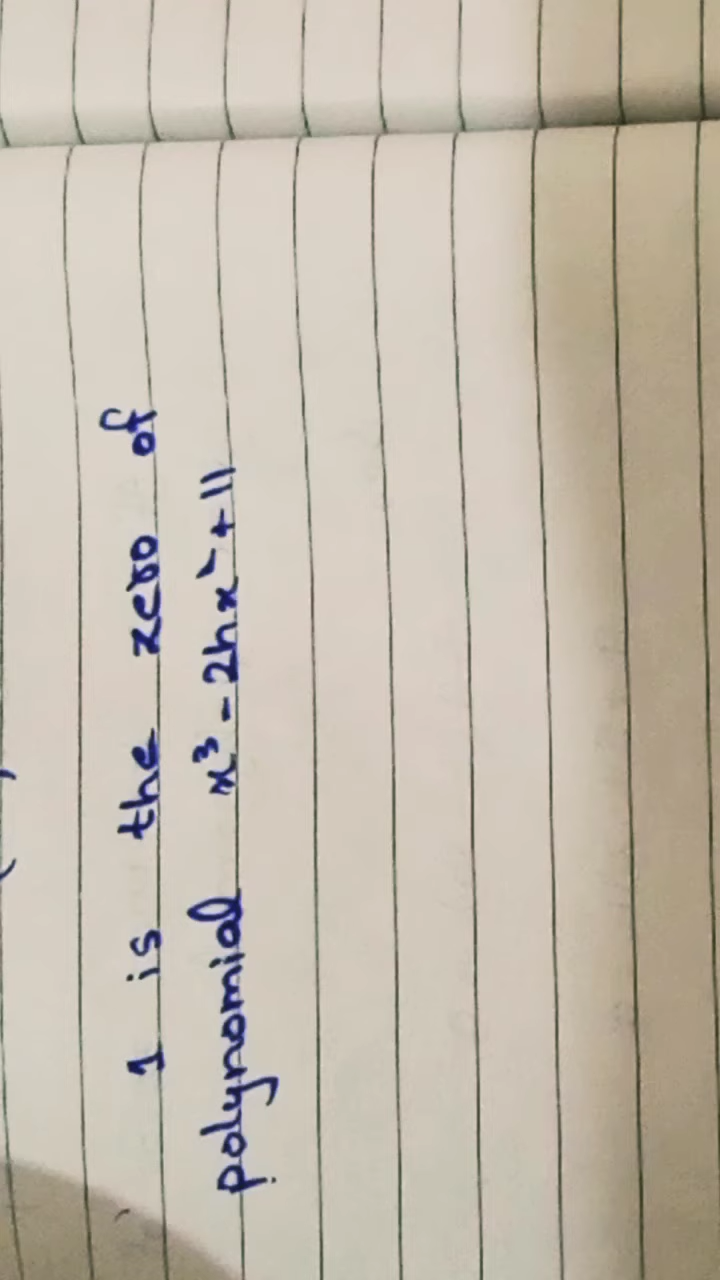 1 is the zero of
polynomial x³ - 2hx² + 11